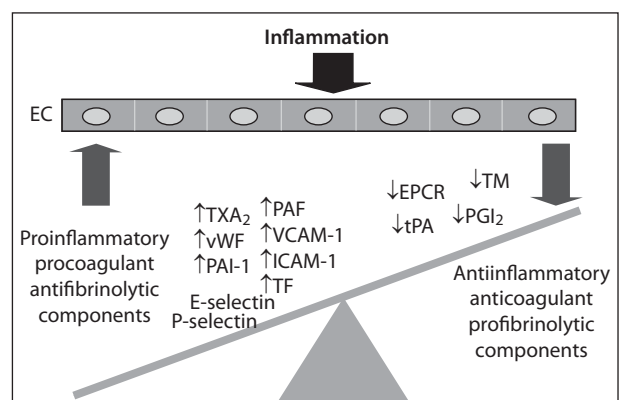 Inflammation
EC
↑TXA₂
↑vWF
↑PAI-1
↑PAF
↑VCAM-1
↑ICAM-1
↑TF
E-selectin
P-selectin
↓EPCR
↓TM
↓tPA
↓PGI₂
Proinflammatory
procoagulant
antifibrinolytic
components
Antiinflammatory
anticoagulant
profibrinolytic
components